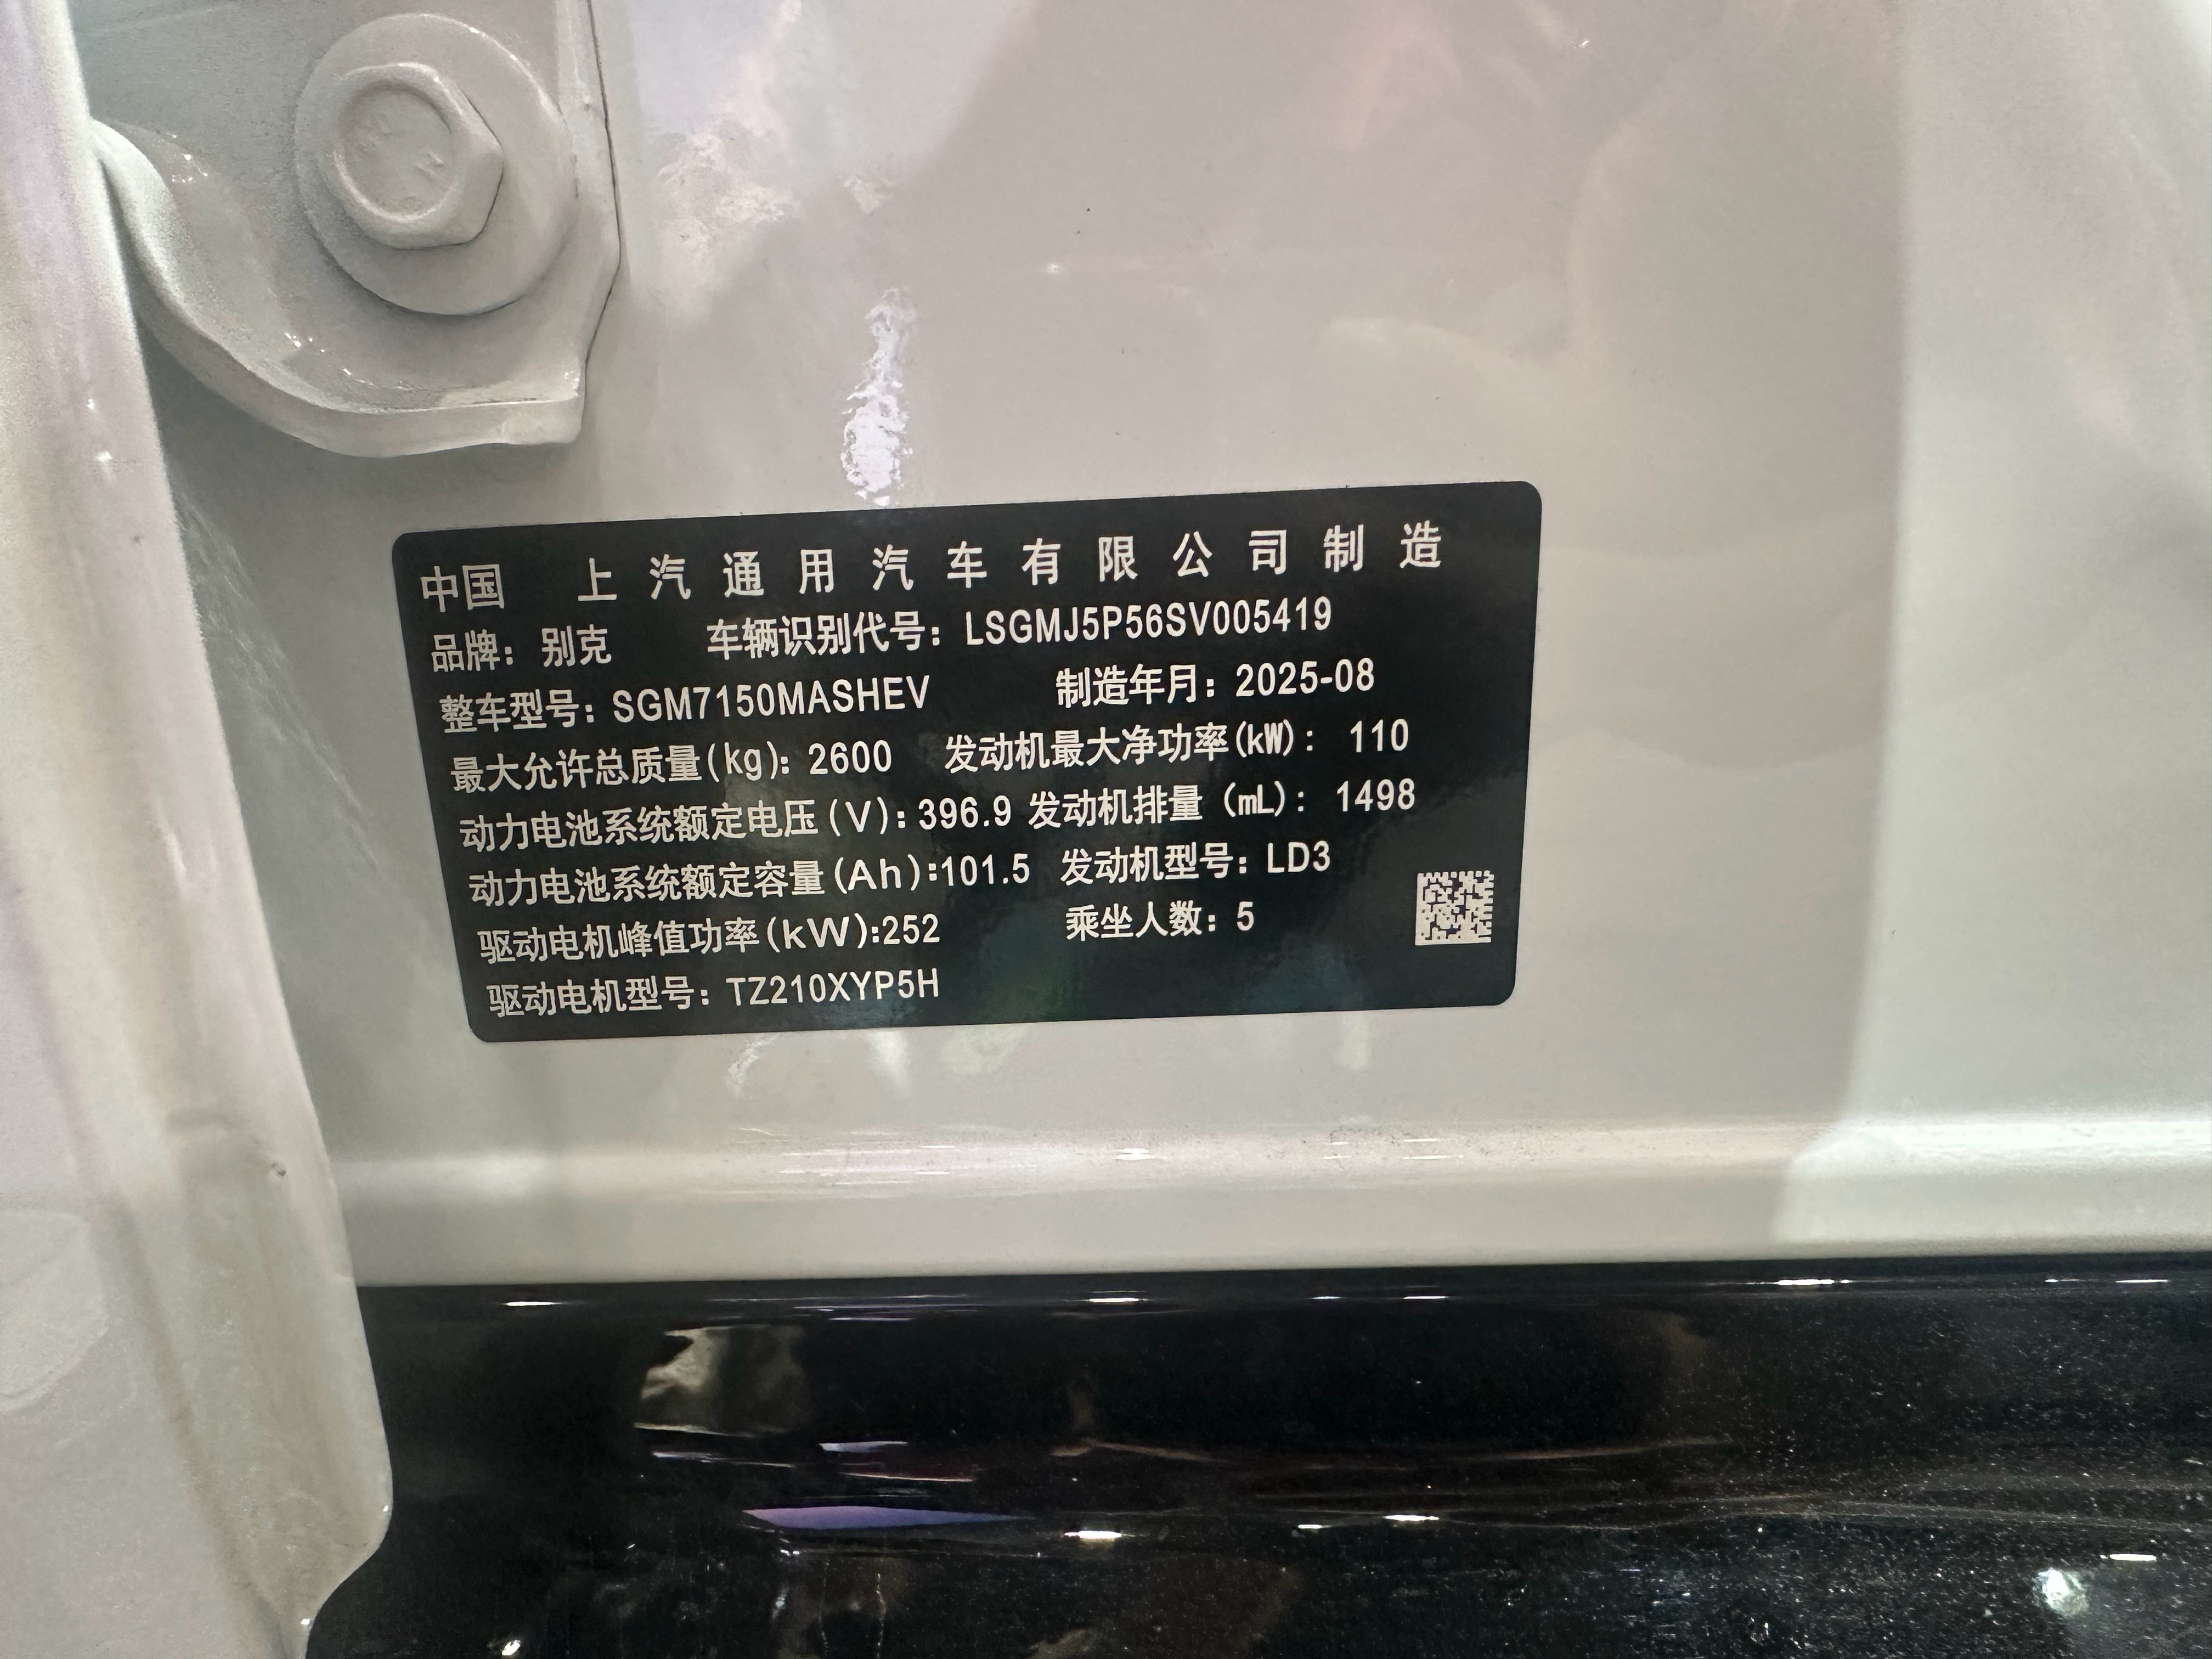 中国 上汽通用汽车有限公司制造
品牌：别克 车辆识别代号：LSGMJ5P56SV005419
整车型号：SGM7150MASHEV 制造年月：2025-08
最大允许总质量(kg)：2600 发动机最大净功率(kW)： 110
动力电池系统额定电压(V)：396.9 发动机排量 (mL)： 1498
动力电池系统额定容量(Ah):101.5 发动机型号：LD3
驱动电机峰值功率(kW):252 乘坐人数：5
驱动电机型号：TZ210XYP5H